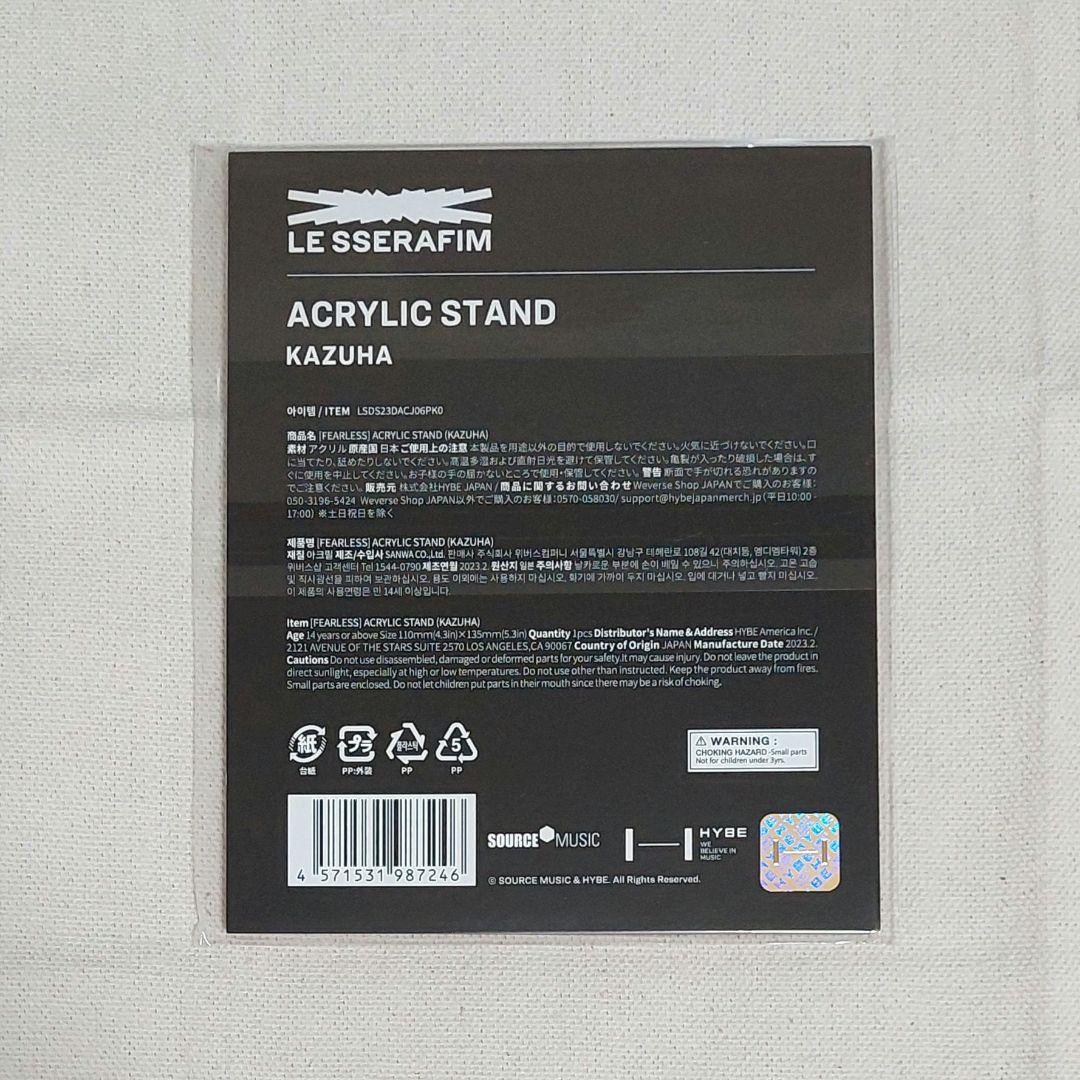 LE SSERAFIM
ACRYLIC STAND
KAZUHA
아이템 / ITEM LSDS23DACJ06PK0
商品名 [FEARLESS] ACRYLIC STAND (KAZUHA)
素材 アクリル 原産国 日本 ご使用上の注意 本製品を用途以外の目的で使用しないでください。火気に近づけないでください。口
に当てたり、舐めたりしないでください。高温多湿および直射日光を避けて保管してください。亀裂が入ったり破損した場合は、す
ぐに使用を中止してください。お子様の手の届かないところで使用・保管してください。警告 断面で手が切れる恐れがありますの
でご注意ください。販売元 株式会社HYBE JAPAN / 商品に関するお問い合わせ Weverse Shop JAPANでご購入のお客様：
050-3196-5424 Weverse Shop JAPAN以外でご購入のお客様：0570-058030/ support@hybejapanmerch.jp（平日10:00 -
17:00）※土日祝日を除く
제품명 [FEARLESS] ACRYLIC STAND (KAZUHA)
재질 아크릴 제조/수입사 SANWA CO.,Ltd. 판매사 주식회사 위버스컴퍼니 서울특별시 강남구 테헤란로 108길 42(대치동, 엠디엠타워) 2층
위버스샵 고객센터 Tel 1544-0790 제조연월 2023.2. 원산지 일본 주의사항 날카로운 부분에 손이 베일 수 있으니 주의하십시오. 고온 고습
및 직사광선을 피하여 보관하십시오. 용도 이외에는 사용하지 마십시오. 화기에 가까이 두지 마십시오. 입에 대거나 넣고 빨지 마십시오.
이 제품의 사용연령은 만 14세 이상입니다.
Item [FEARLESS] ACRYLIC STAND (KAZUHA)
Age 14 years or above Size 110mm(4.3in)×135mm(5.3in) Quantity 1pcs Distributor's Name & Address HYBE America Inc. /
2121 AVENUE OF THE STARS SUITE 2570 LOS ANGELES,CA 90067 Country of Origin JAPAN Manufacture Date 2023.2.
Cautions Do not use disassembled, damaged or deformed parts for your safety.It may cause injury. Do not leave the product in
direct sunlight, especially at high or low temperatures. Do not use other than instructed. Keep the product away from fires.
Small parts are enclosed. Do not let children put parts in their mouth since there may be a risk of choking.
紙 プラ 플라스틱 5
台紙 PP:外装 PP PP
⚠ WARNING :
CHOKING HAZARD -Small parts
Not for children under 3yrs.
4 571531 987246
SOURCE MUSIC
HYBE
WE
BELIEVE IN
MUSIC
© SOURCE MUSIC & HYBE. All Rights Reserved.
HYBE